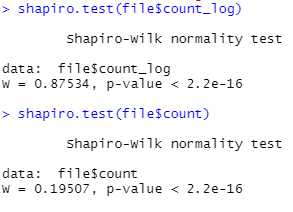 > shapiro.test(file$count_log)
Shapiro-Wilk normality test
data: file$count_log
W = 0.87534, p-value < 2.2e-16
> shapiro.test(file$count)
Shapiro-Wilk normality test
data: file$count
W = 0.19507, p-value < 2.2e-16